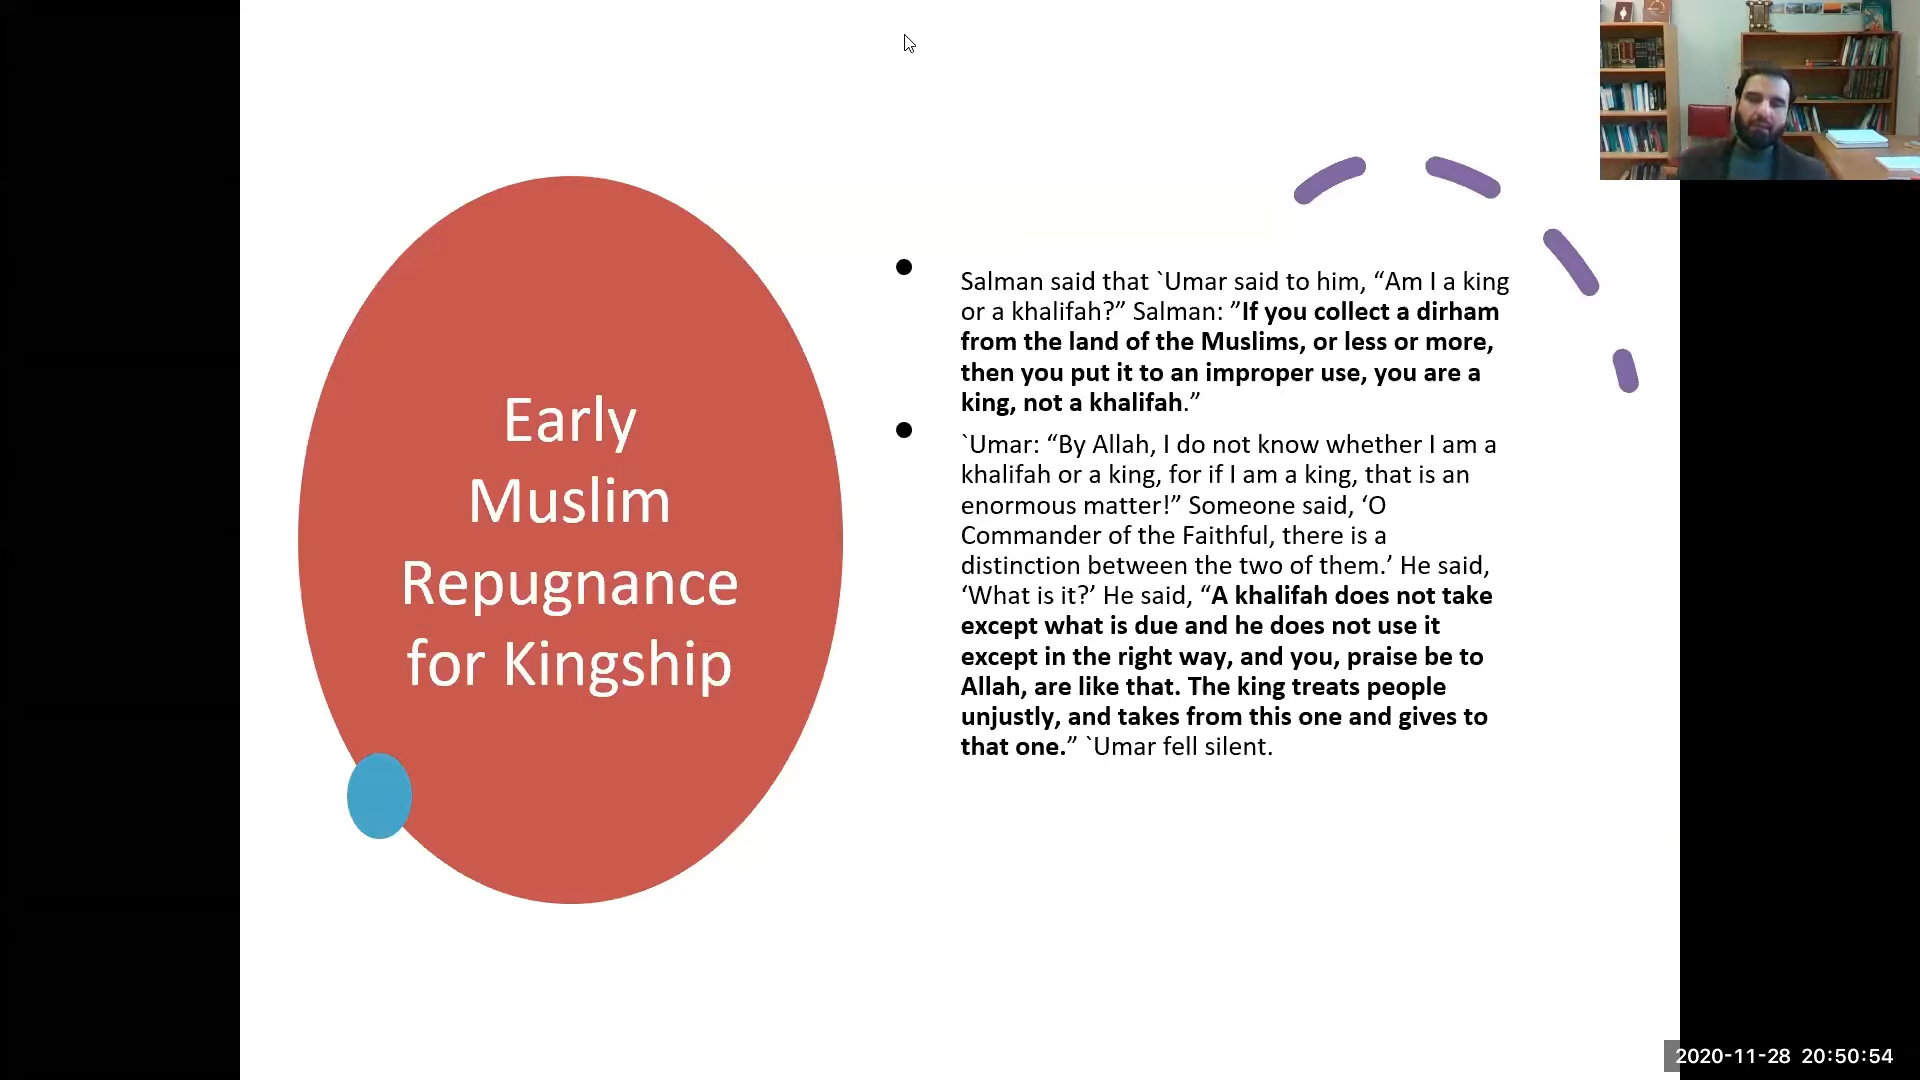 Early
Muslim
Repugnance
for Kingship
Salman said that `Umar said to him, “Am I a king
or a khalifah?” Salman: ”If you collect a dirham
from the land of the Muslims, or less or more,
then you put it to an improper use, you are a
king, not a khalifah.”
`Umar: “By Allah, I do not know whether I am a
khalifah or a king, for if I am a king, that is an
enormous matter!” Someone said, ‘O
Commander of the Faithful, there is a
distinction between the two of them.’ He said,
‘What is it?’ He said, “A khalifah does not take
except what is due and he does not use it
except in the right way, and you, praise be to
Allah, are like that. The king treats people
unjustly, and takes from this one and gives to
that one.” `Umar fell silent.
2020-11-28 20:50:54